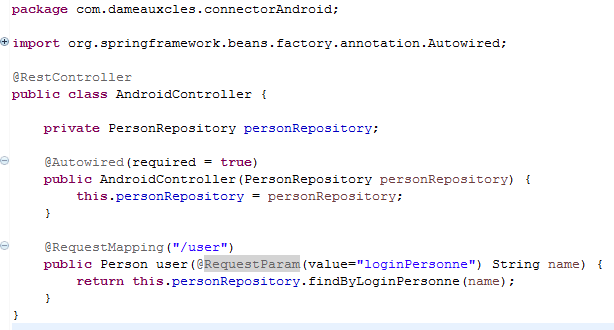 package com.dameauxcles.connectorAndroid;
import org.springframework.beans.factory.annotation.Autowired;
@RestController
public class AndroidController {
private PersonRepository personRepository;
@Autowired(required = true)
public AndroidController(PersonRepository personRepository) {
this.personRepository = personRepository;
}
@RequestMapping("/user")
public Person user(@RequestParam(value="loginPersonne") String name) {
return this.personRepository.findByLoginPersonne(name);
}
}